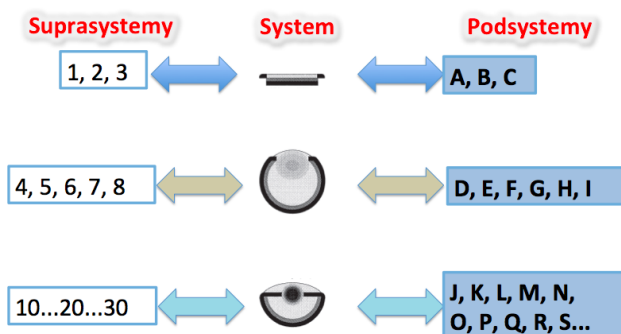 Suprasystemy System Podsystemy
1, 2, 3 A, B, C
4, 5, 6, 7, 8 D, E, F, G, H, I
10...20...30 J, K, L, M, N,
O, P, Q, R, S...